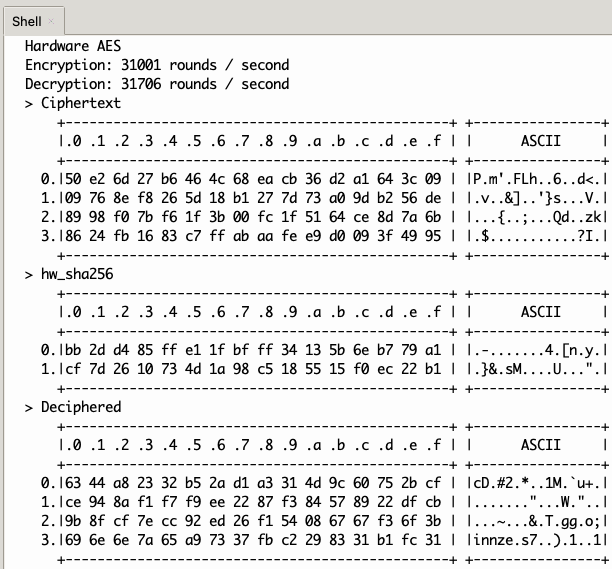 Shell ×
Hardware AES
Encryption: 31001 rounds / second
Decryption: 31706 rounds / second
> Ciphertext
+------------------------------------------------+ +----------------+
|.0 .1 .2 .3 .4 .5 .6 .7 .8 .9 .a .b .c .d .e .f | |      ASCII     |
+------------------------------------------------+ +----------------+
0.|50 e2 6d 27 b6 46 4c 68 ea cb 36 d2 a1 64 3c 09 | |P.m'.FLh..6..d<.|
1.|09 76 8e f8 26 5d 18 b1 27 7d 73 a0 9d b2 56 de | |.v..&]..'}s...V.|
2.|89 98 f0 7b f6 1f 3b 00 fc 1f 51 64 ce 8d 7a 6b | |...{..;...Qd..zk|
3.|86 24 fb 16 83 c7 ff ab aa fe e9 d0 09 3f 49 95 | |.$...........?I.|
+------------------------------------------------+ +----------------+
> hw_sha256
+------------------------------------------------+ +----------------+
|.0 .1 .2 .3 .4 .5 .6 .7 .8 .9 .a .b .c .d .e .f | |      ASCII     |
+------------------------------------------------+ +----------------+
0.|bb 2d d4 85 ff e1 1f bf ff 34 13 5b 6e b7 79 a1 | |.-.......4.[n.y.|
1.|cf 7d 26 10 73 4d 1a 98 c5 18 55 15 f0 ec 22 b1 | |.}&.sM....U...".|
+------------------------------------------------+ +----------------+
> Deciphered
+------------------------------------------------+ +----------------+
|.0 .1 .2 .3 .4 .5 .6 .7 .8 .9 .a .b .c .d .e .f | |      ASCII     |
+------------------------------------------------+ +----------------+
0.|63 44 a8 23 32 b5 2a d1 a3 31 4d 9c 60 75 2b cf | |cD.#2.*..1M.`u+.|
1.|ce 94 8a f1 f7 f9 ee 22 87 f3 84 57 89 22 df cb | |.......“...W."..|
2.|9b 8f cf 7e cc 92 ed 26 f1 54 08 67 67 f3 6f 3b | |...~...&.T.gg.o;|
3.|69 6e 6e 7a 65 a9 73 37 fb c2 29 83 31 b1 fc 31 | |innze.s7..).1..1|
+------------------------------------------------+ +----------------+